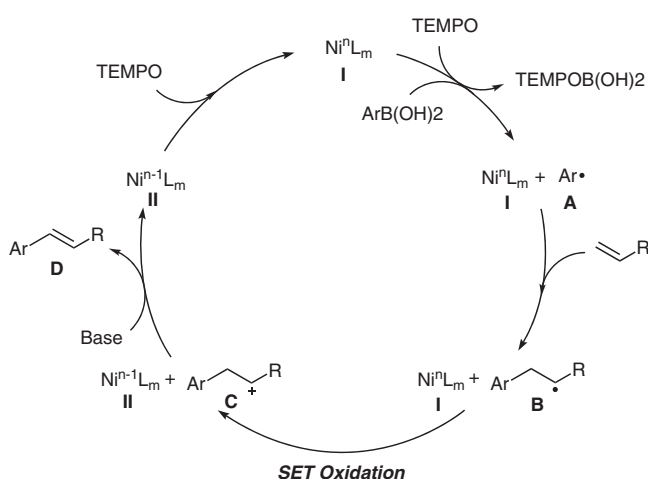 TEMPO
NiⁿLₘ
I
TEMPO
TEMPOB(OH)2
ArB(OH)2
NiⁿLₘ + Ar•
I A
R
NiⁿLₘ + Ar R •
I B
SET Oxidation
Niⁿ⁻¹Lₘ + Ar R +
II C
Base
Ar R
D
Niⁿ⁻¹Lₘ
II